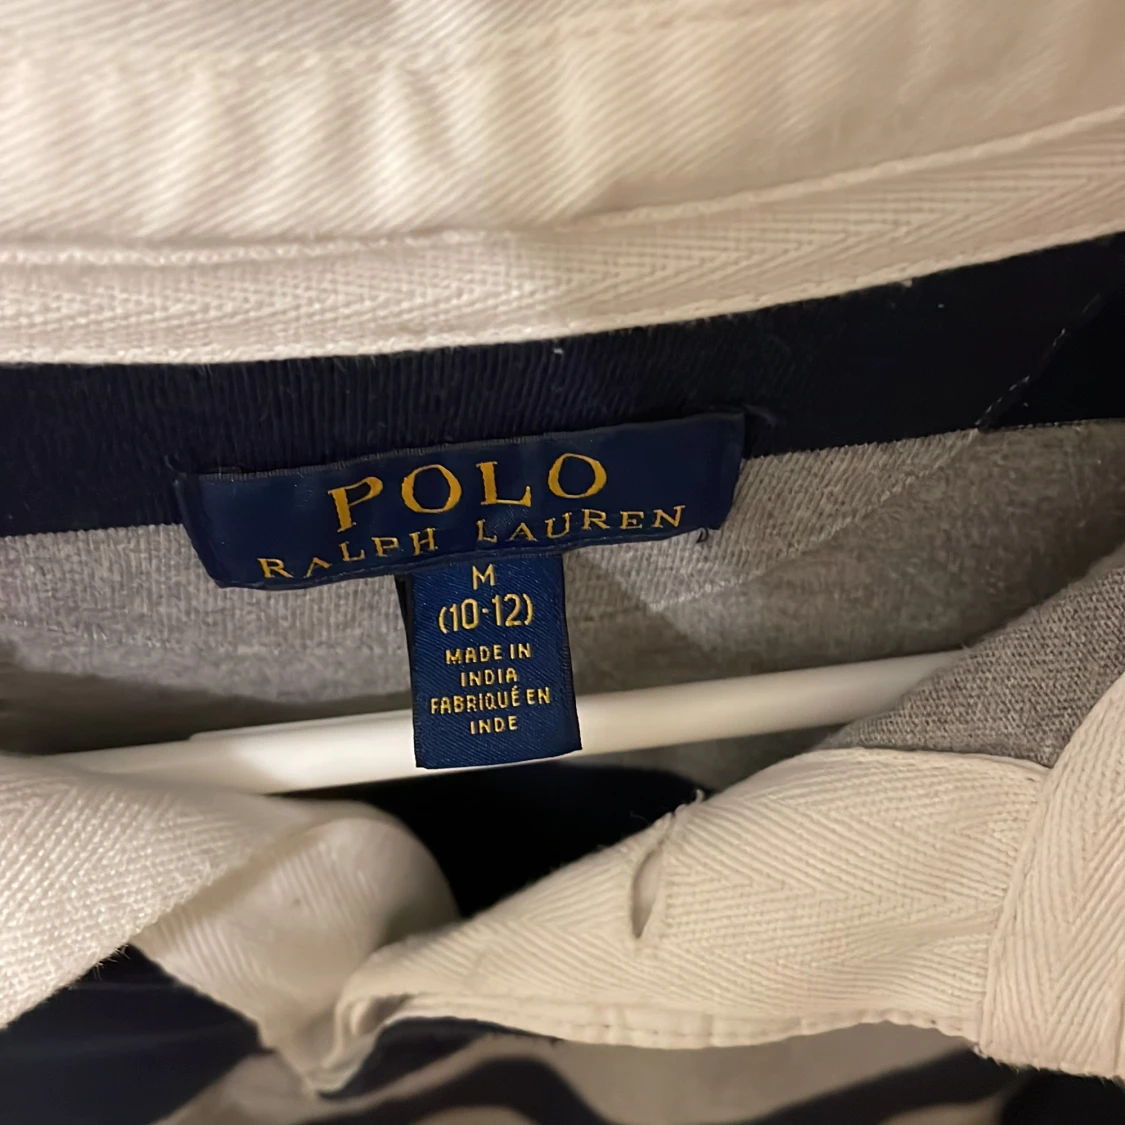 POLO
RALPH LAUREN
M
(10-12)
MADE IN
INDIA
FABRIQUÉ EN
INDE